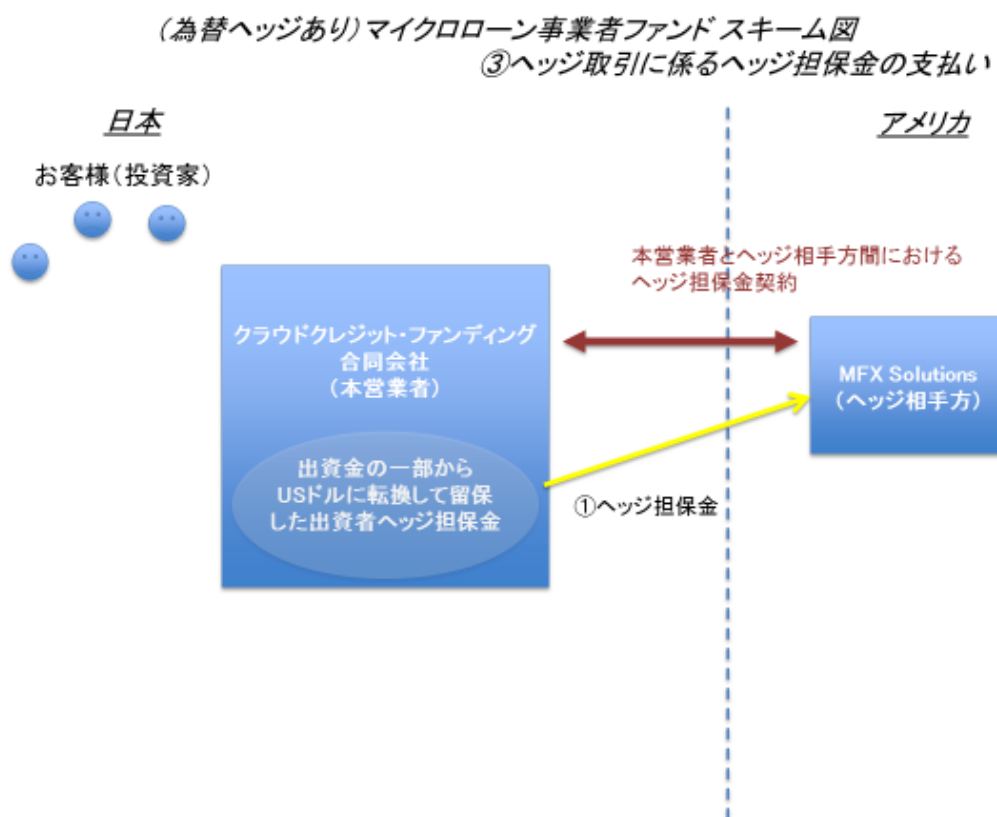 (為替ヘッジあり)マイクロローン事業者ファンド スキーム図
③ヘッジ取引に係るヘッジ担保金の支払い
日本
アメリカ
お客様(投資家)
本営業者とヘッジ相手方間における
ヘッジ担保金契約
クラウドクレジット・ファンディング
合同会社
(本営業者)
MFX Solutions
(ヘッジ相手方)
出資金の一部から
USドルに転換して留保
した出資者ヘッジ担保金
①ヘッジ担保金